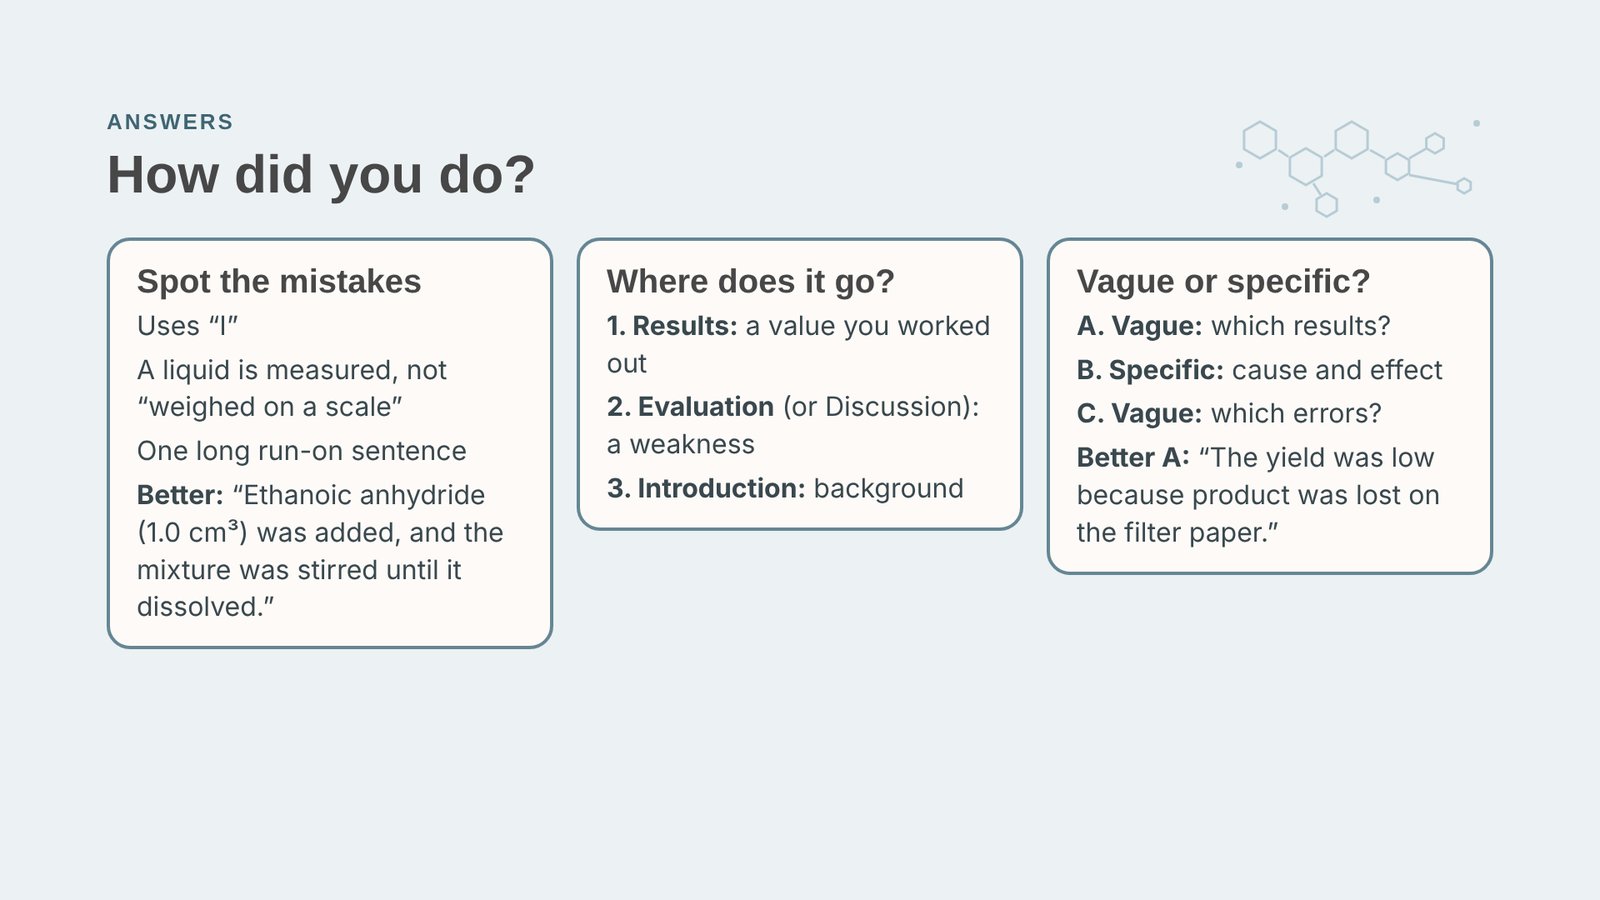 ANSWERS
How did you do?
Spot the mistakes
Uses “I”
A liquid is measured, not
“weighed on a scale”
One long run-on sentence
Better: “Ethanoic anhydride
(1.0 cm³) was added, and the
mixture was stirred until it
dissolved.”
Where does it go?
1. Results: a value you worked
out
2. Evaluation (or Discussion):
a weakness
3. Introduction: background
Vague or specific?
A. Vague: which results?
B. Specific: cause and effect
C. Vague: which errors?
Better A: “The yield was low
because product was lost on
the filter paper.”